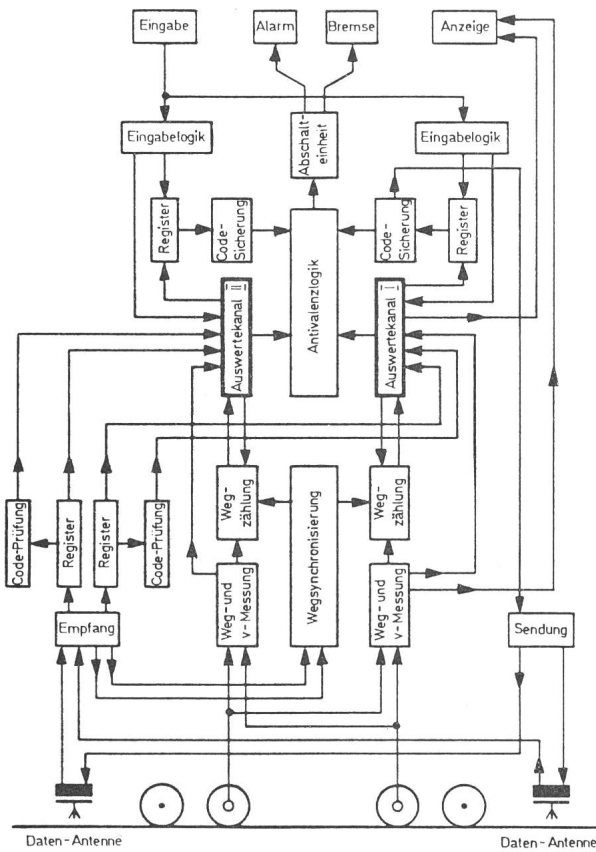 Eingabe
Alarm
Bremse
Anzeige
Eingabelogik
Abschalt-
einheit
Eingabelogik
Register
Code-
Sicherung
Antivalenzlogik
Code-
Sicherung
Register
Auswertekanal II
Auswertekanal I
Code-Prüfung
Register
Register
Code-Prüfung
Weg-
zählung
Wegsynchronisierung
Weg-
zählung
Empfang
Weg- und
v-Messung
Weg- und
v-Messung
Sendung
Daten-Antenne
Daten-Antenne